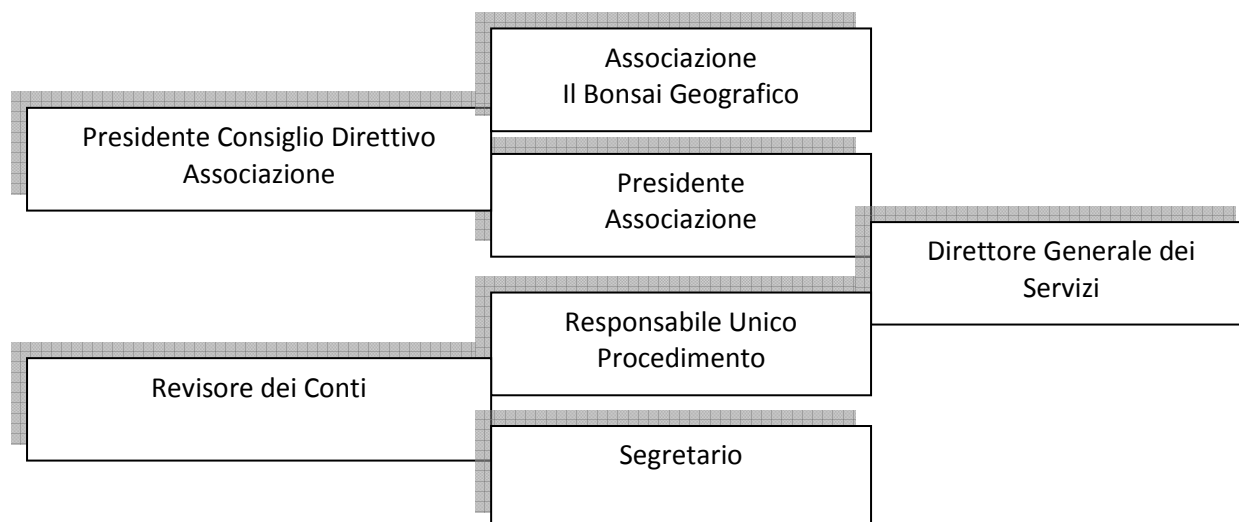 Associazione
Il Bonsai Geografico
Presidente Consiglio Direttivo
Associazione
Presidente
Associazione
Direttore Generale dei
Servizi
Responsabile Unico
Procedimento
Revisore dei Conti
Segretario